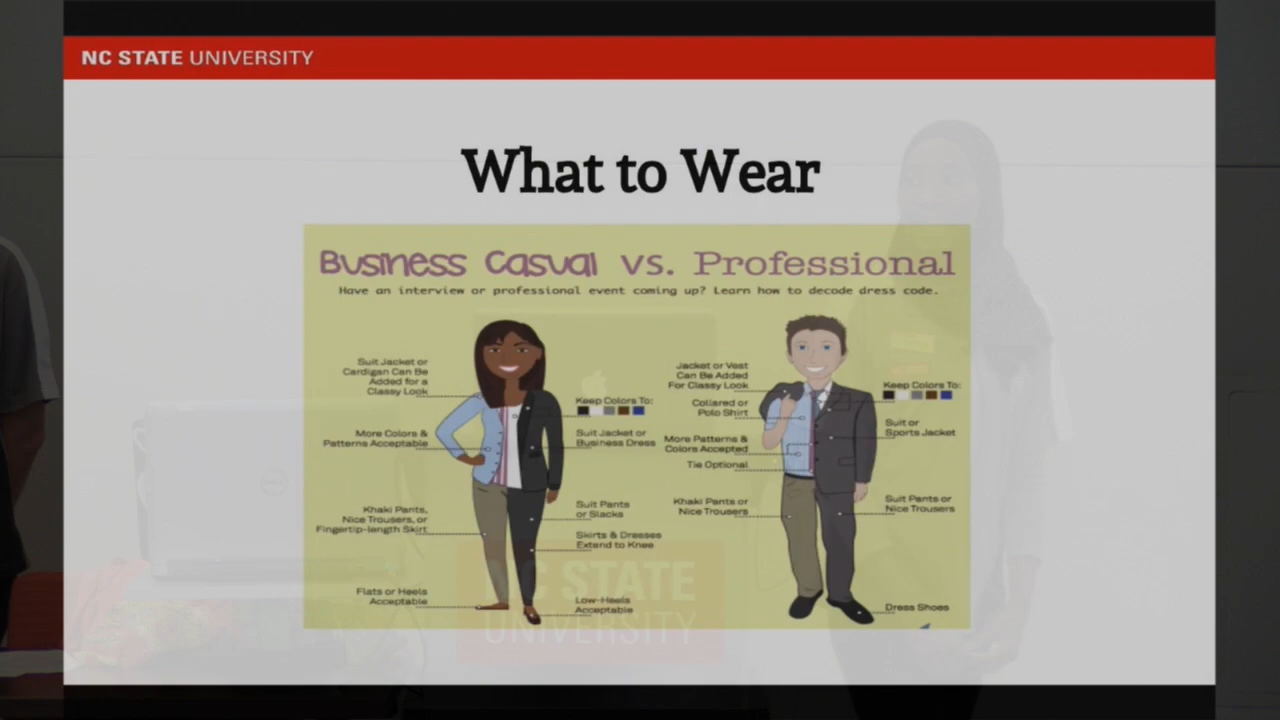 NC STATE UNIVERSITY
What to Wear
Business Casual vs. Professional
Have an interview or professional event coming up? Learn how to decode dress code.
Suit Jacket or
Cardigan Can Be
Added for a
Classy Look
More Colors &
Patterns Acceptable
Khaki Pants,
Nice Trousers, or
Fingertip-length Skirt
Flats or Heels
Acceptable
Keep Colors To:
Suit Jacket or
Business Dress
Suit Pants
or Slacks
Skirts & Dresses
Extend to Knee
Low-Heels
Acceptable
Jacket or Vest
Can Be Added
For Classy Look
Collared or
Polo Shirt
More Patterns &
Colors Accepted
Tie Optional
Khaki Pants or
Nice Trousers
Keep Colors To:
Suit or
Sports Jacket
Suit Pants or
Nice Trousers
Dress Shoes
NC STATE
UNIVERSITY